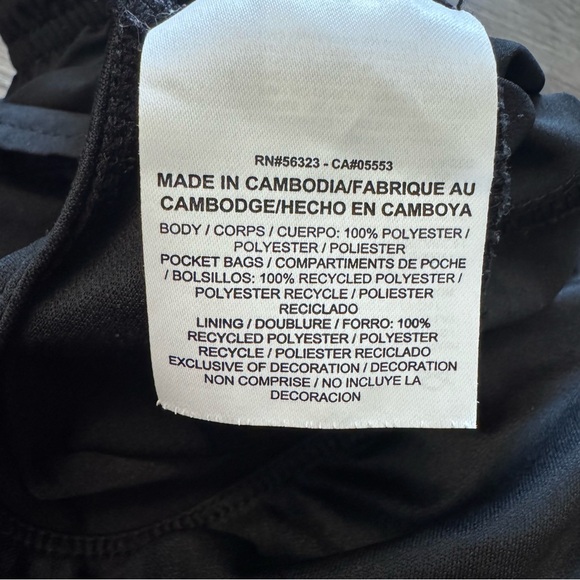 RN#56323 - CA#05553
MADE IN CAMBODIA/FABRIQUE AU
CAMBODGE/HECHO EN CAMBOYA
BODY / CORPS / CUERPO: 100% POLYESTER /
POLYESTER / POLIESTER
POCKET BAGS / COMPARTIMENTS DE POCHE
/ BOLSILLOS: 100% RECYCLED POLYESTER /
POLYESTER RECYCLE / POLIESTER
RECICLADO
LINING / DOUBLURE / FORRO: 100%
RECYCLED POLYESTER / POLYESTER
RECYCLE / POLIESTER RECICLADO
EXCLUSIVE OF DECORATION / DECORATION
NON COMPRISE / NO INCLUYE LA
DECORACION